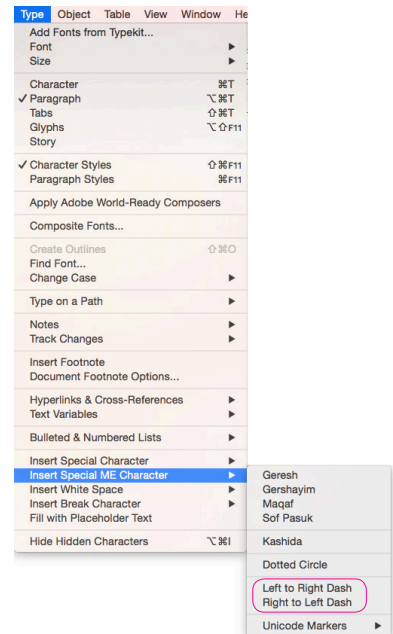 Type Object Table View Window He
Add Fonts from Typekit...
Font ▶
Size ▶
Character ⌘T
✓ Paragraph ⌥⌘T
Tabs ⇧⌘T
Glyphs ⌥⇧F11
Story
✓ Character Styles ⇧⌘F11
Paragraph Styles ⌘F11
Apply Adobe World-Ready Composers
Composite Fonts...
Create Outlines ⇧⌘O
Find Font...
Change Case ▶
Type on a Path ▶
Notes ▶
Track Changes ▶
Insert Footnote
Document Footnote Options...
Hyperlinks & Cross-References ▶
Text Variables ▶
Bulleted & Numbered Lists ▶
Insert Special Character ▶
Insert Special ME Character ▶
Insert White Space ▶
Insert Break Character ▶
Fill with Placeholder Text
Hide Hidden Characters ⌥⌘I
Geresh
Gershayim
Maqaf
Sof Pasuk
Kashida
Dotted Circle
Left to Right Dash
Right to Left Dash
Unicode Markers ▶